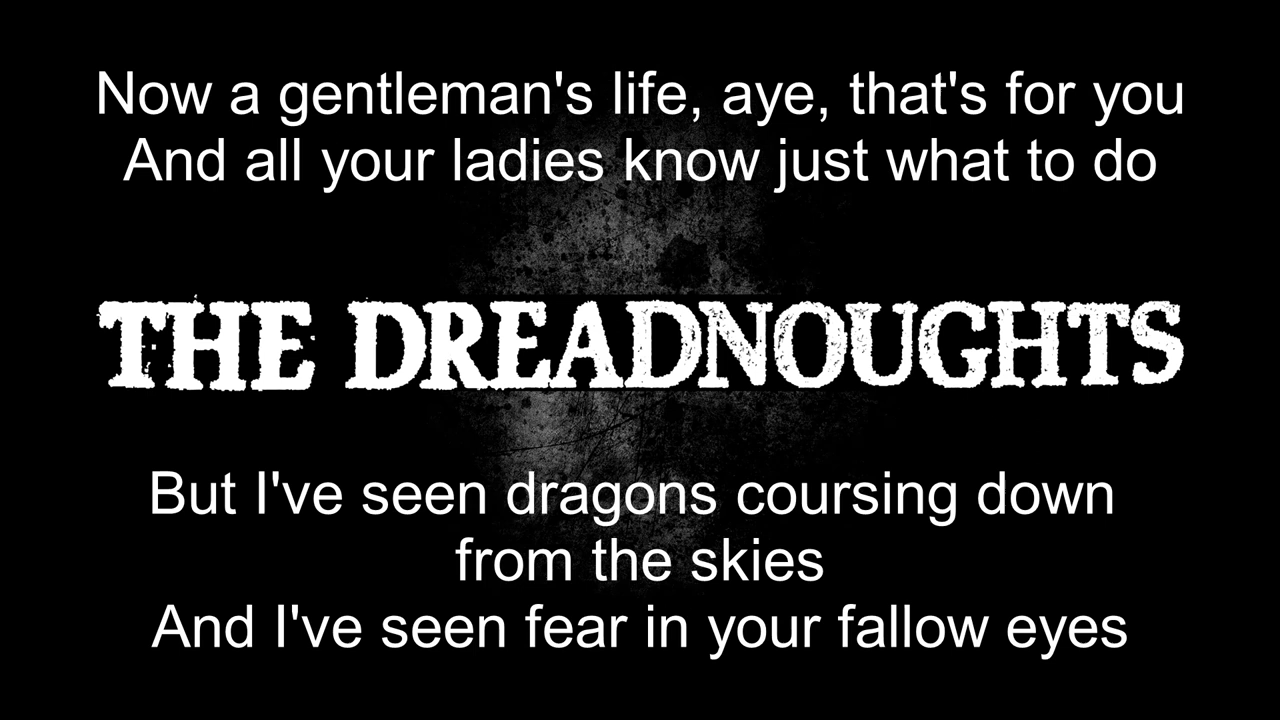 Now a gentleman's life, aye, that's for you
And all your ladies know just what to do
THE DREADNOUGHTS
But I've seen dragons coursing down
from the skies
And I've seen fear in your fallow eyes